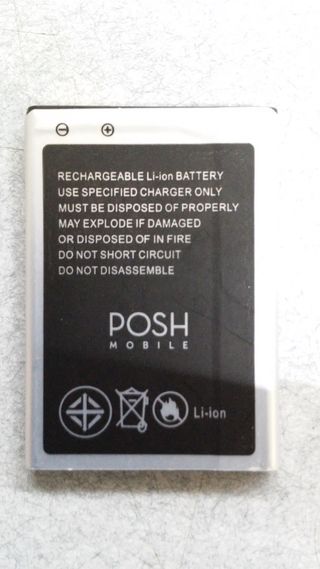 RECHARGEABLE Li-ion BATTERY
USE SPECIFIED CHARGER ONLY
MUST BE DISPOSED OF PROPERLY
MAY EXPLODE IF DAMAGED
OR DISPOSED OF IN FIRE
DO NOT SHORT CIRCUIT
DO NOT DISASSEMBLE
POSH
MOBILE
Li-ion